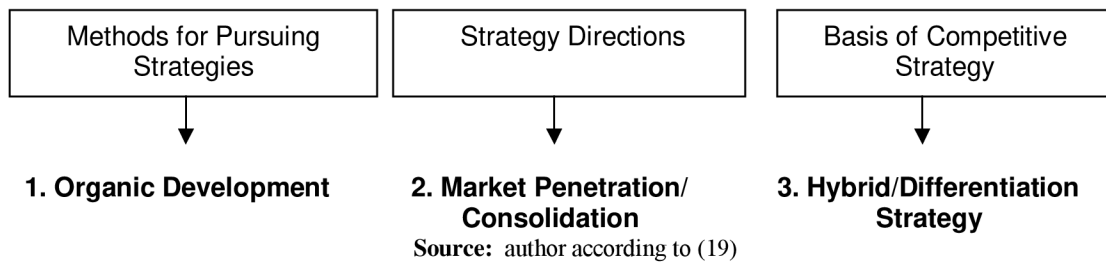 Methods for Pursuing
Strategies
Strategy Directions
Basis of Competitive
Strategy
1. Organic Development
2. Market Penetration/
Consolidation
3. Hybrid/Differentiation
Strategy
Source: author according to (19)